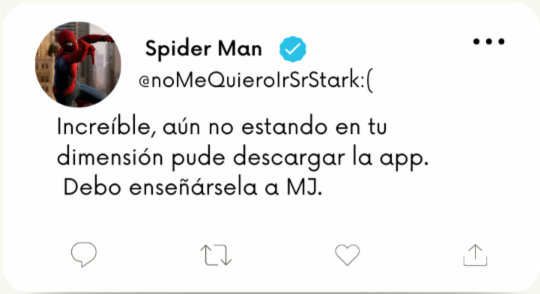 Spider Man
@noMeQuieroIrSrStark:(
Increíble, aún no estando en tu
dimensión pude descargar la app.
Debo enseñársela a MJ.